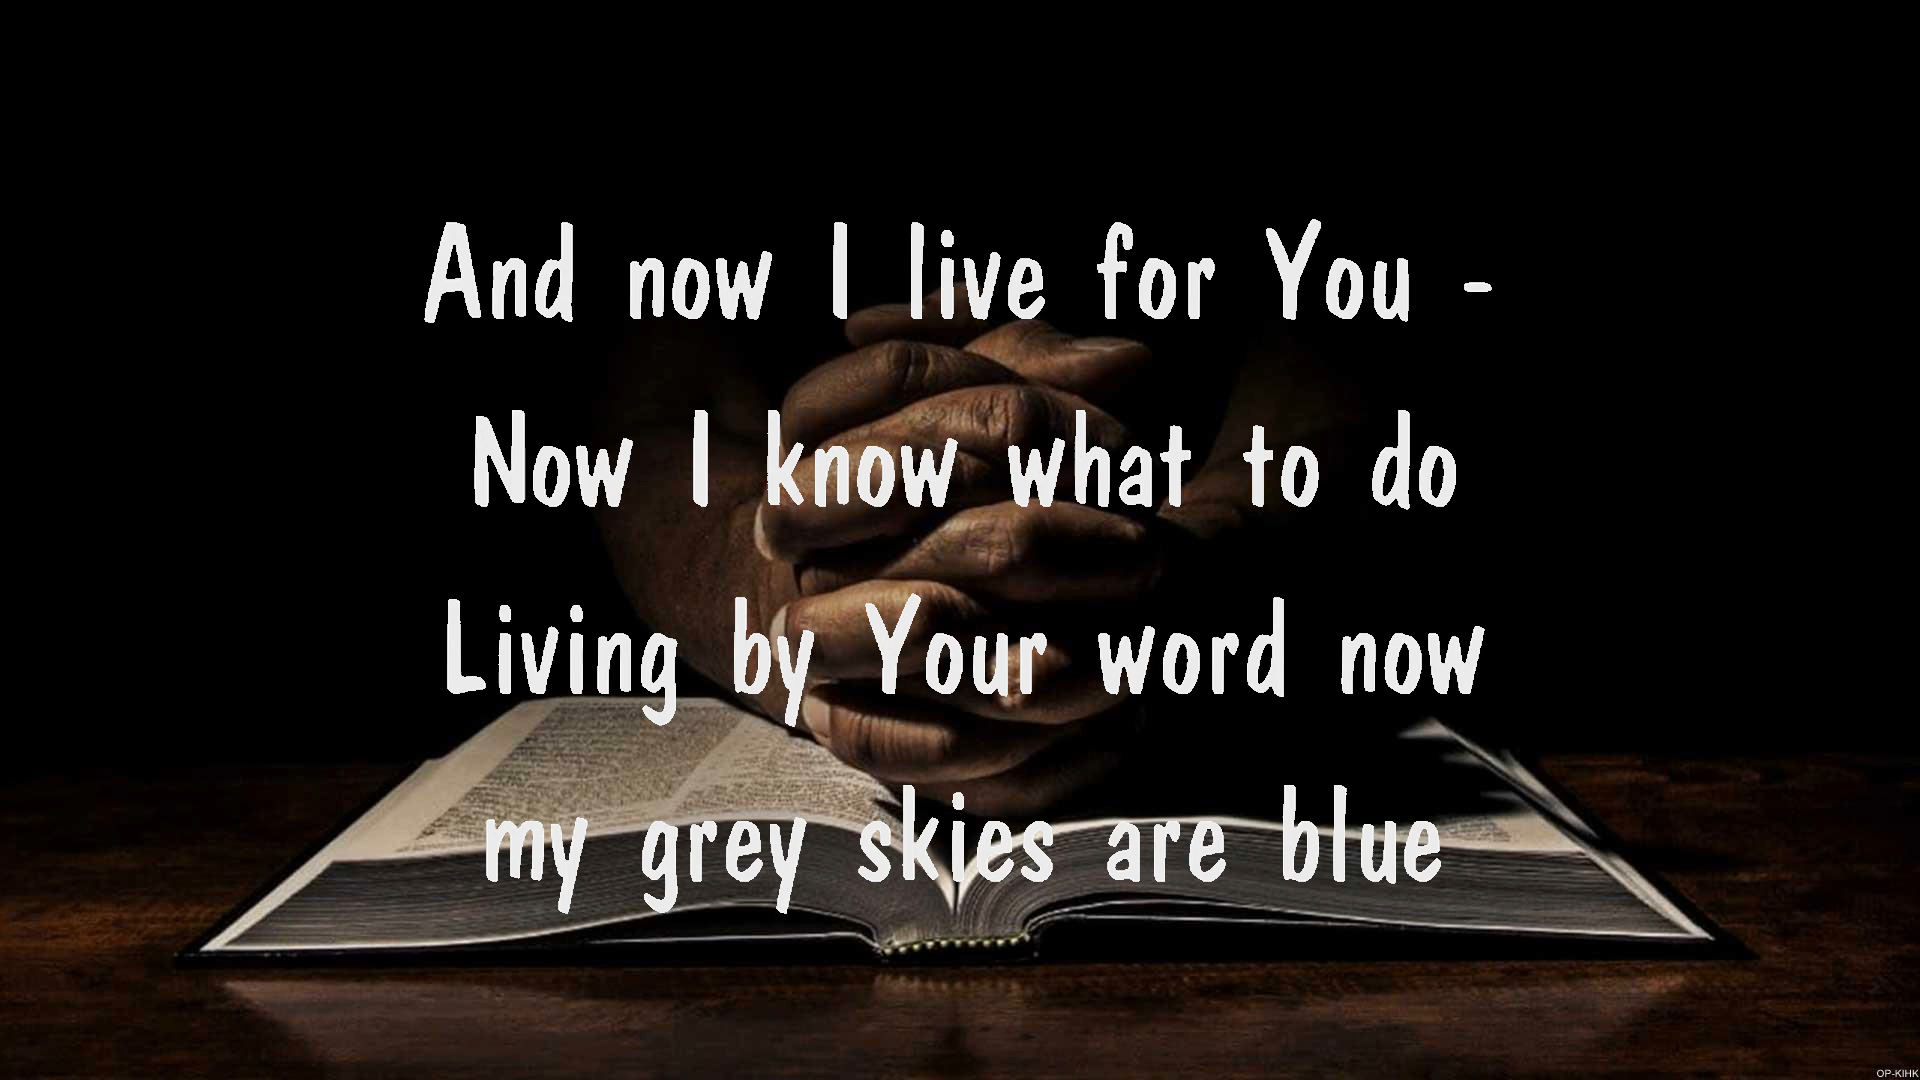 And now I live for You -
Now I know what to do
Living by Your word now
my grey skies are blue
OP-KIHK